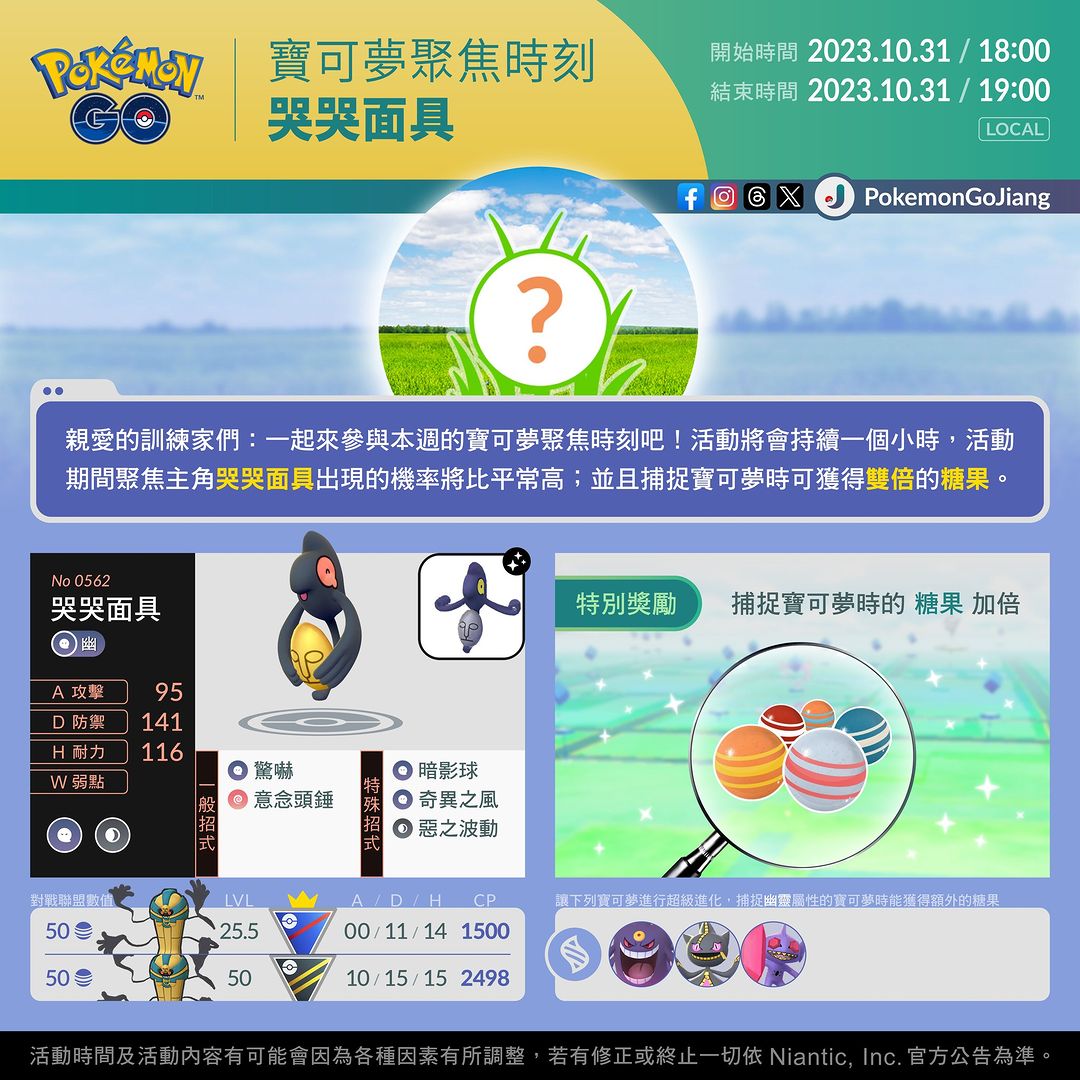 POKÉMON GO
TM
寶可夢聚焦時刻
哭哭面具
開始時間 2023.10.31 / 18:00
結束時間 2023.10.31 / 19:00
LOCAL
PokemonGoJiang
?
親愛的訓練家們：一起來參與本週的寶可夢聚焦時刻吧！活動將會持續一個小時，活動
期間聚焦主角哭哭面具出現的機率將比平常高；並且捕捉寶可夢時可獲得雙倍的糖果。
No 0562
哭哭面具
幽
A 攻擊 95
D 防禦 141
H 耐力 116
W 弱點
一般招式
驚嚇
意念頭錘
特殊招式
暗影球
奇異之風
惡之波動
特別獎勵
捕捉寶可夢時的 糖果 加倍
對戰聯盟數值 LVL A / D / H CP
50 25.5 00 / 11 / 14 1500
50 50 10 / 15 / 15 2498
讓下列寶可夢進行超級進化，捕捉幽靈屬性的寶可夢時能獲得額外的糖果
活動時間及活動內容有可能會因為各種因素有所調整，若有修正或終止一切依 Niantic, Inc. 官方公告為準。